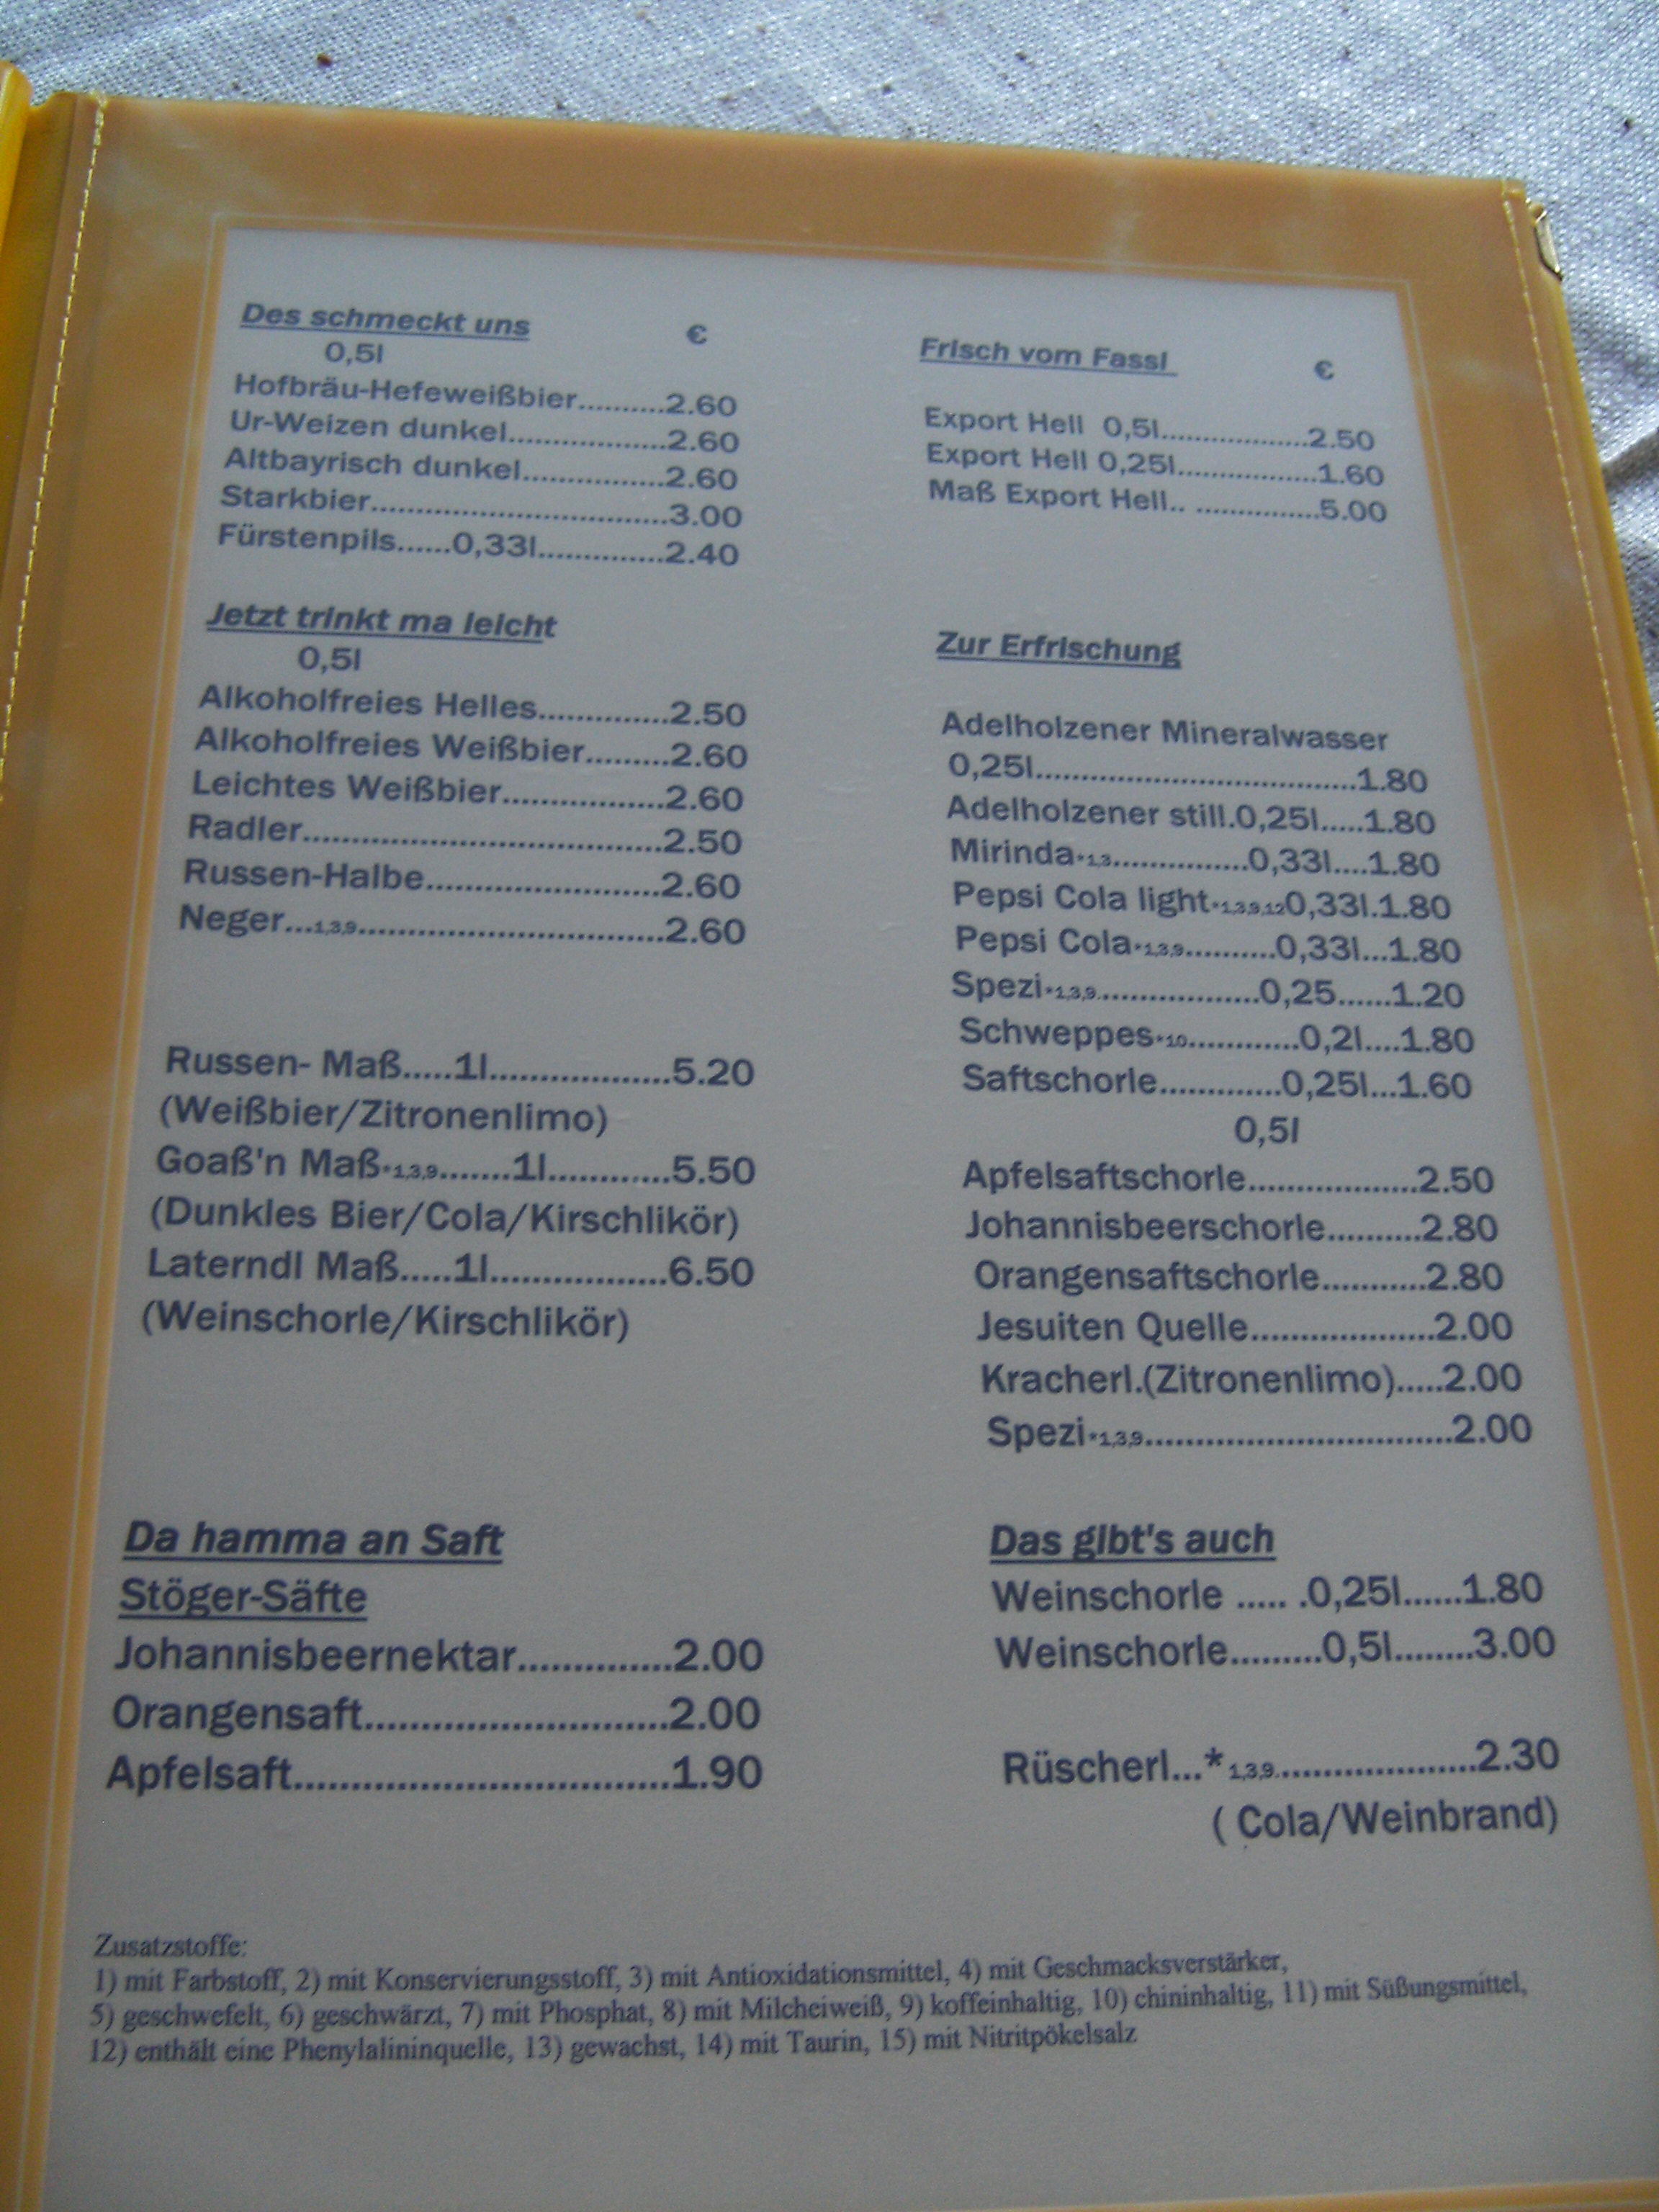 Des schmeckt uns €
0,5l
Hofbräu-Hefeweißbier...........2.60
Ur-Weizen dunkel..................2.60
Altbayrisch dunkel................2.60
Starkbier.................................3.00
Fürstenpils......0,33l..............2.40
Jetzt trinkt ma leicht
0,5l
Alkoholfreies Helles...............2.50
Alkoholfreies Weißbier..........2.60
Leichtes Weißbier..................2.60
Radler........................................2.50
Russen-Halbe..........................2.60
Neger...1,3,9..................................2.60
Russen- Maß.....1l...................5.20
(Weißbier/Zitronenlimo)
Goaß'n Maß*1,3,9.......1l.............5.50
(Dunkles Bier/Cola/Kirschlikör)
Laterndl Maß.....1l...................6.50
(Weinschorle/Kirschlikör)
Da hamma an Saft
Stöger-Säfte
Johannisbeernektar...............2.00
Orangensaft............................2.00
Apfelsaft..................................1.90
Frisch vom Fassl €
Export Hell 0,5l...................2.50
Export Hell 0,25l..................1.60
Maß Export Hell.. ...............5.00
Zur Erfrischung
Adelholzener Mineralwasser
0,25l...................................1.80
Adelholzener still.0,25l.....1.80
Mirinda*1,3................0,33l....1.80
Pepsi Cola light*1,3,9,120,33l.1.80
Pepsi Cola*1,3,9...........0,33l...1.80
Spezi*1,3,9...................0,25......1.20
Schweppes*10.............0,2l....1.80
Saftschorle..............0,25l...1.60
0,5l
Apfelsaftschorle...................2.50
Johannisbeerschorle...........2.80
Orangensaftschorle............2.80
Jesuiten Quelle....................2.00
Kracherl.(Zitronenlimo).....2.00
Spezi*1,3,9.................................2.00
Das gibt's auch
Weinschorle ..... .0,25l......1.80
Weinschorle.........0,5l........3.00
Rüscherl...*1,3,9.....................2.30
( Cola/Weinbrand)
Zusatzstoffe:
1) mit Farbstoff, 2) mit Konservierungsstoff, 3) mit Antioxidationsmittel, 4) mit Geschmacksverstärker,
5) geschwefelt, 6) geschwärzt, 7) mit Phosphat, 8) mit Milcheiweiß, 9) koffeinhaltig, 10) chininhaltig, 11) mit Süßungsmittel,
12) enthält eine Phenylalininquelle, 13) gewachst, 14) mit Taurin, 15) mit Nitritpökelsalz